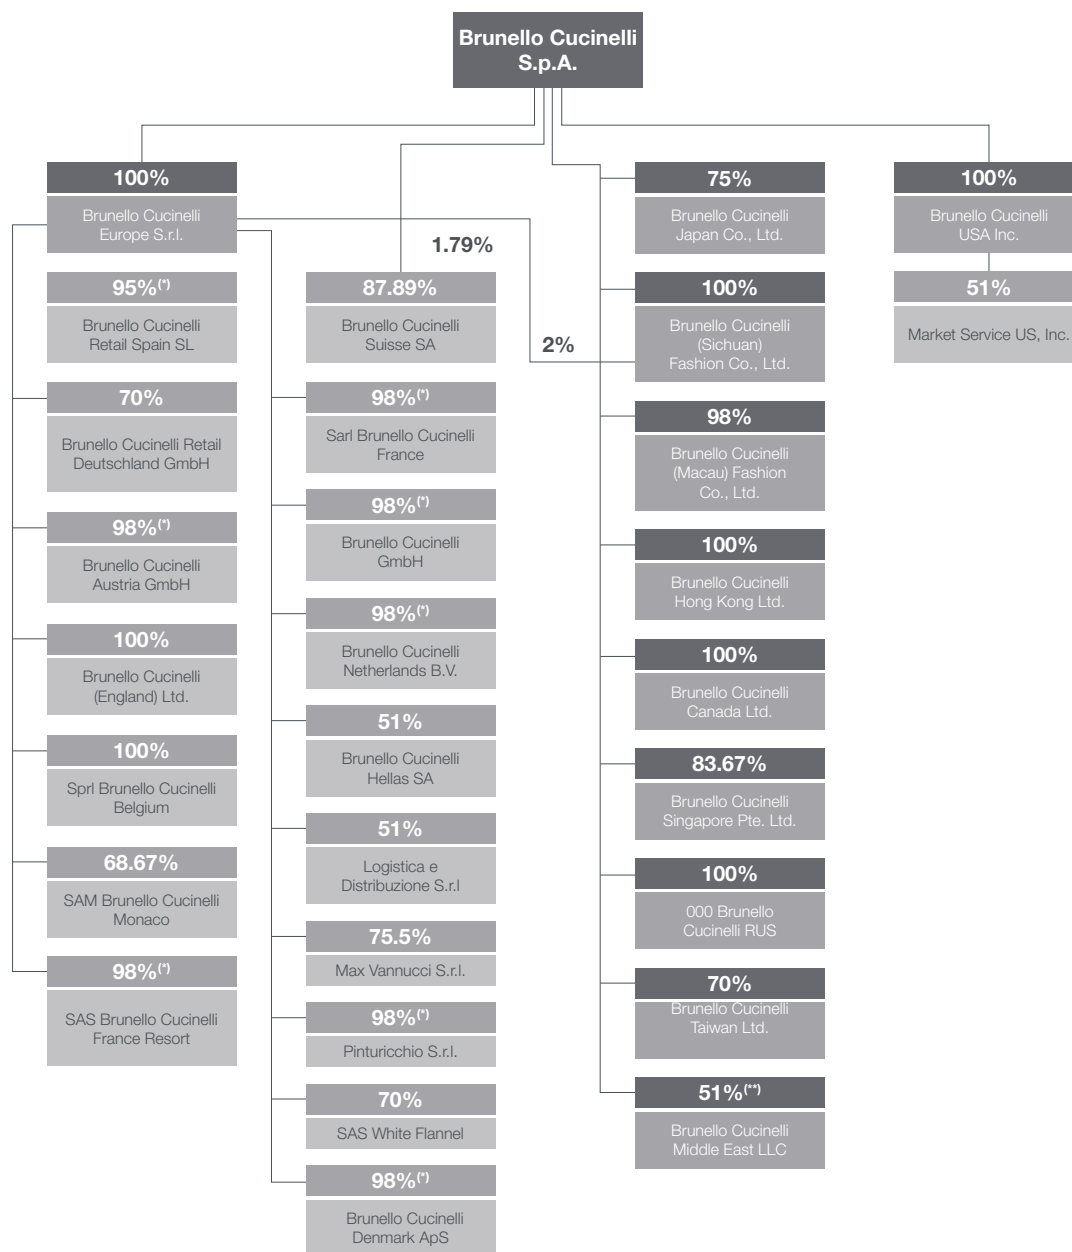 Brunello Cucinelli
S.p.A.
100%
Brunello Cucinelli
Europe S.r.l.
95%(*)
Brunello Cucinelli
Retail Spain SL
70%
Brunello Cucinelli Retail
Deutschland GmbH
98%(*)
Brunello Cucinelli
Austria GmbH
100%
Brunello Cucinelli
(England) Ltd.
100%
Sprl Brunello Cucinelli
Belgium
68.67%
SAM Brunello Cucinelli
Monaco
98%(*)
SAS Brunello Cucinelli
France Resort
1.79%
87.89%
Brunello Cucinelli
Suisse SA
98%(*)
Sarl Brunello Cucinelli
France
98%(*)
Brunello Cucinelli
GmbH
98%(*)
Brunello Cucinelli
Netherlands B.V.
51%
Brunello Cucinelli
Hellas SA
51%
Logistica e
Distribuzione S.r.l
75.5%
Max Vannucci S.r.l.
98%(*)
Pinturicchio S.r.l.
70%
SAS White Flannel
98%(*)
Brunello Cucinelli
Denmark ApS
2%
75%
Brunello Cucinelli
Japan Co., Ltd.
100%
Brunello Cucinelli
(Sichuan)
Fashion Co., Ltd.
98%
Brunello Cucinelli
(Macau) Fashion
Co., Ltd.
100%
Brunello Cucinelli
Hong Kong Ltd.
100%
Brunello Cucinelli
Canada Ltd.
83.67%
Brunello Cucinelli
Singapore Pte. Ltd.
100%
000 Brunello
Cucinelli RUS
70%
Brunello Cucinelli
Taiwan Ltd.
51%(**)
Brunello Cucinelli
Middle East LLC
100%
Brunello Cucinelli
USA Inc.
51%
Market Service US, Inc.